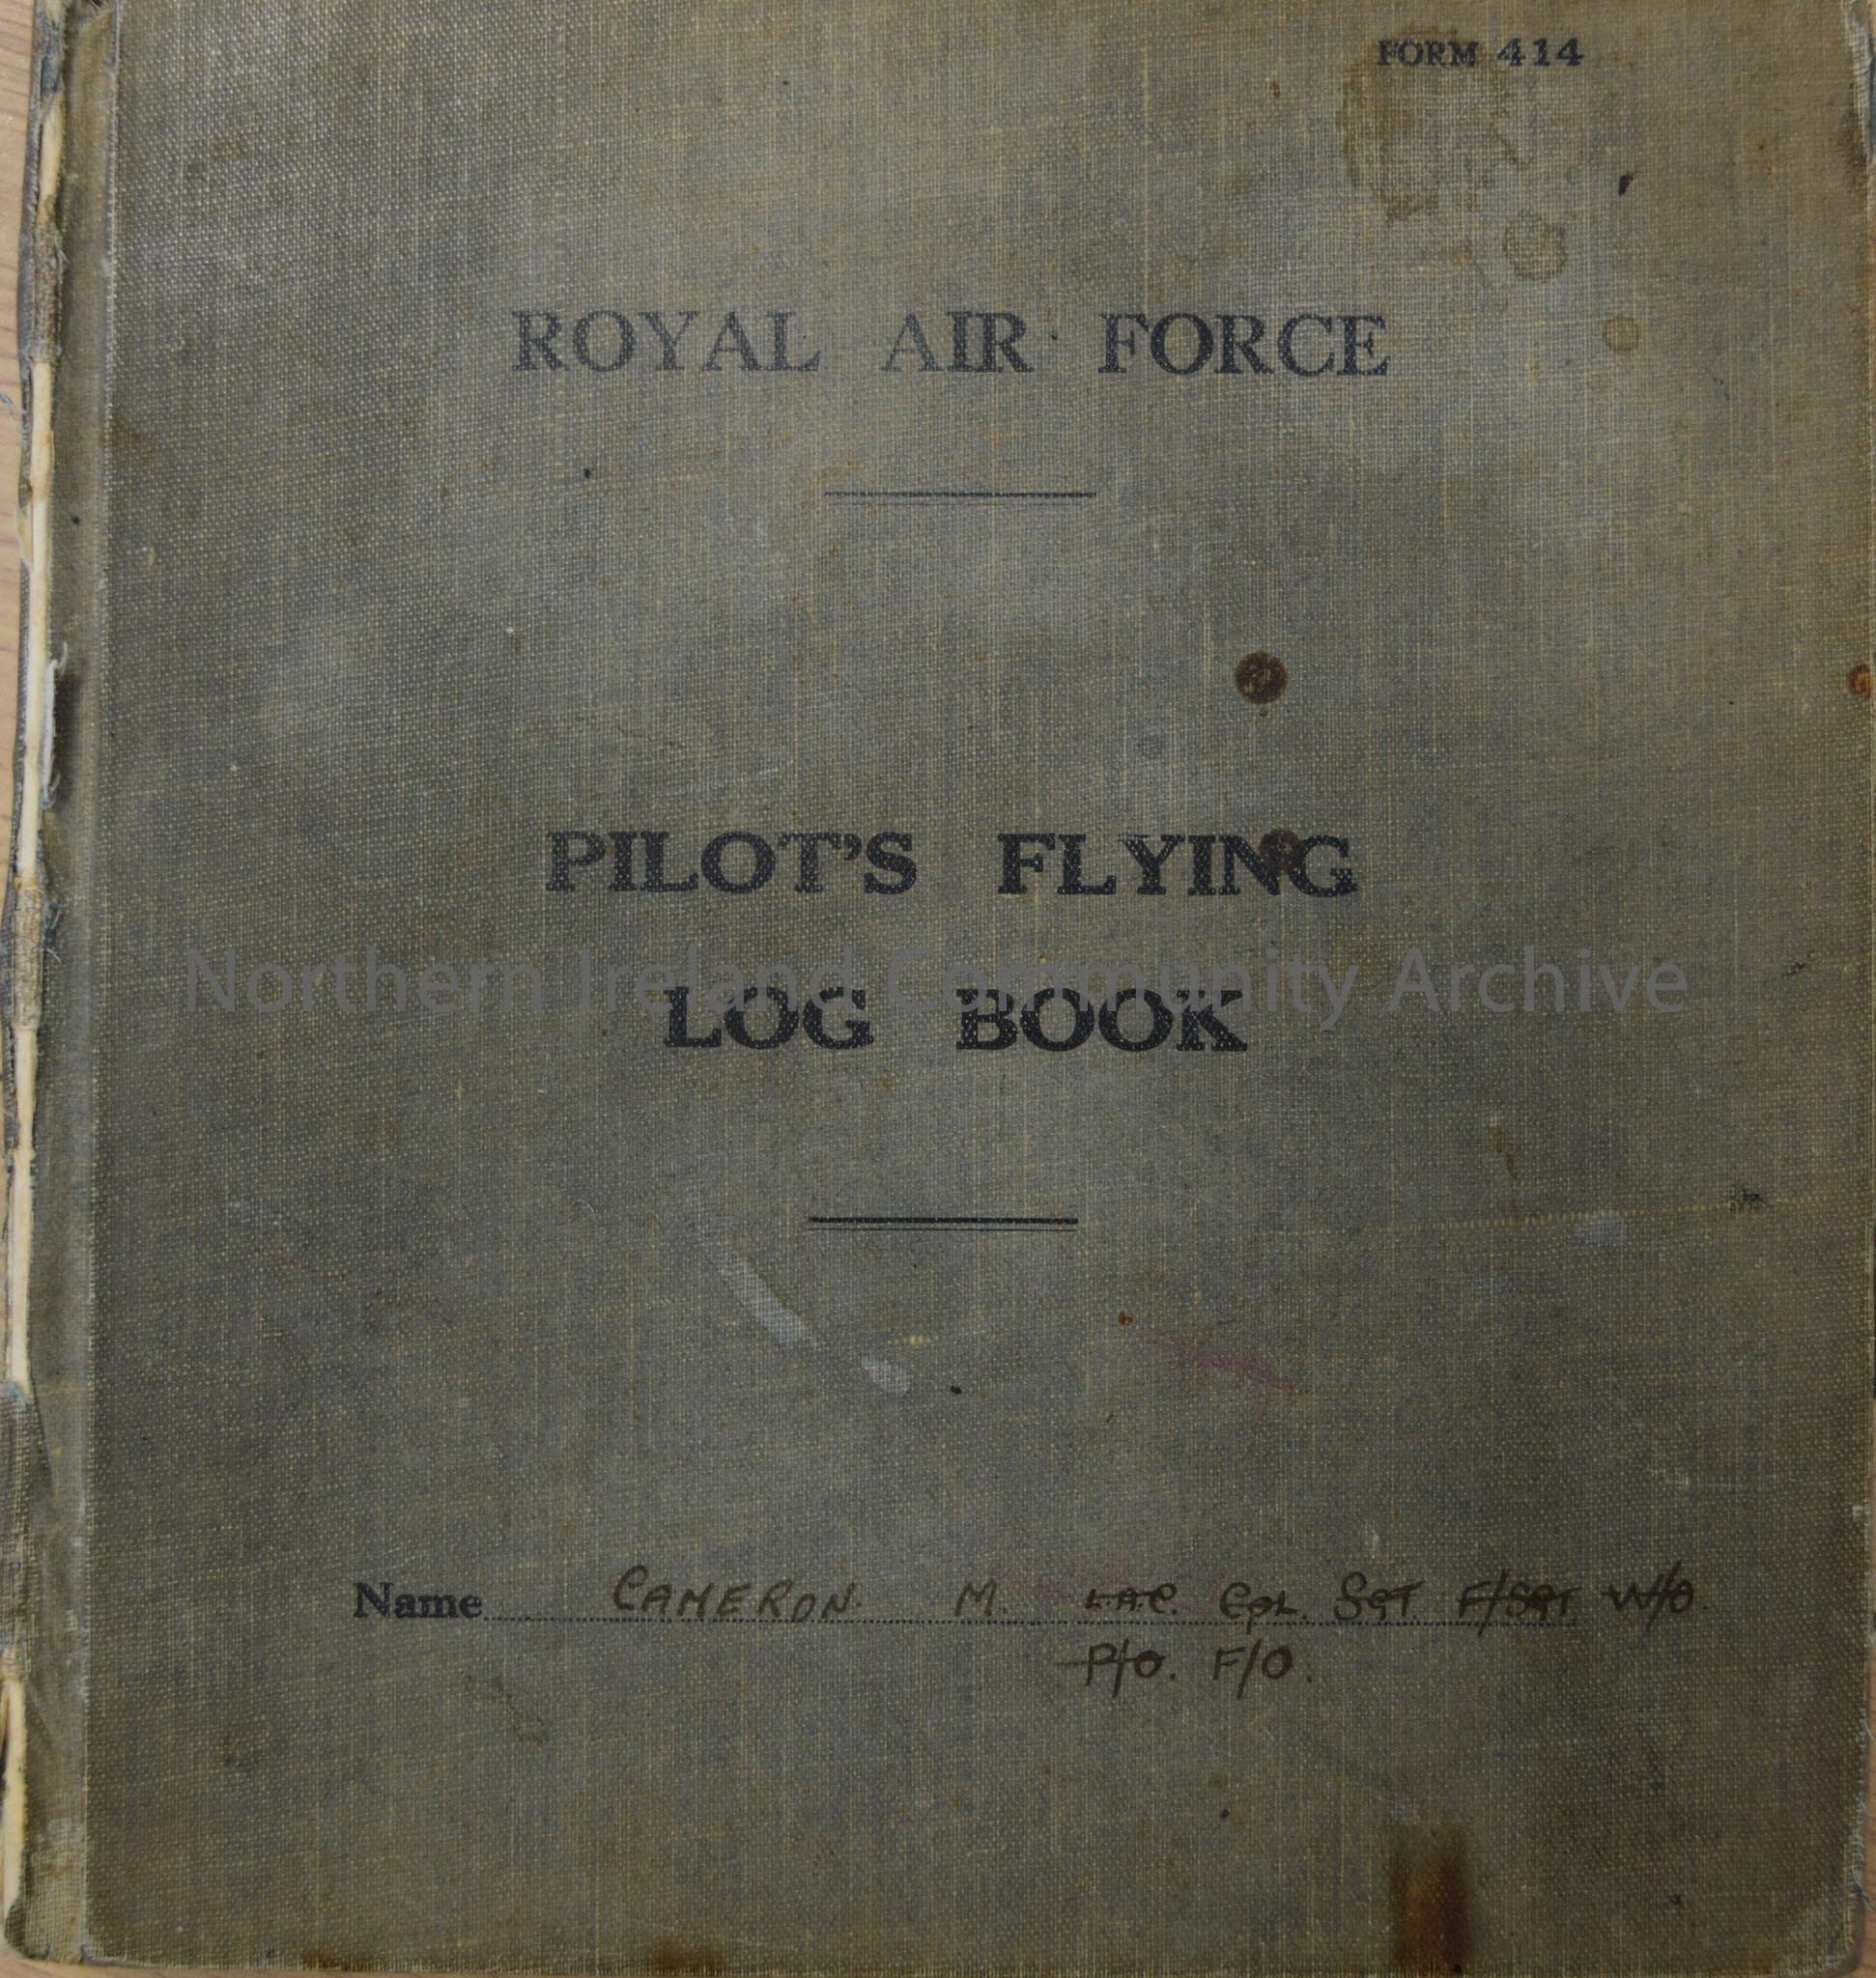 FORM 414
ROYAL AIR FORCE
PILOT'S FLYING
Northern Ireland Community Archive
LOG BOOK
Name CAMERON. M. L.A.C. CPL. SGT F/SGT W/O.
P/O. F/O.